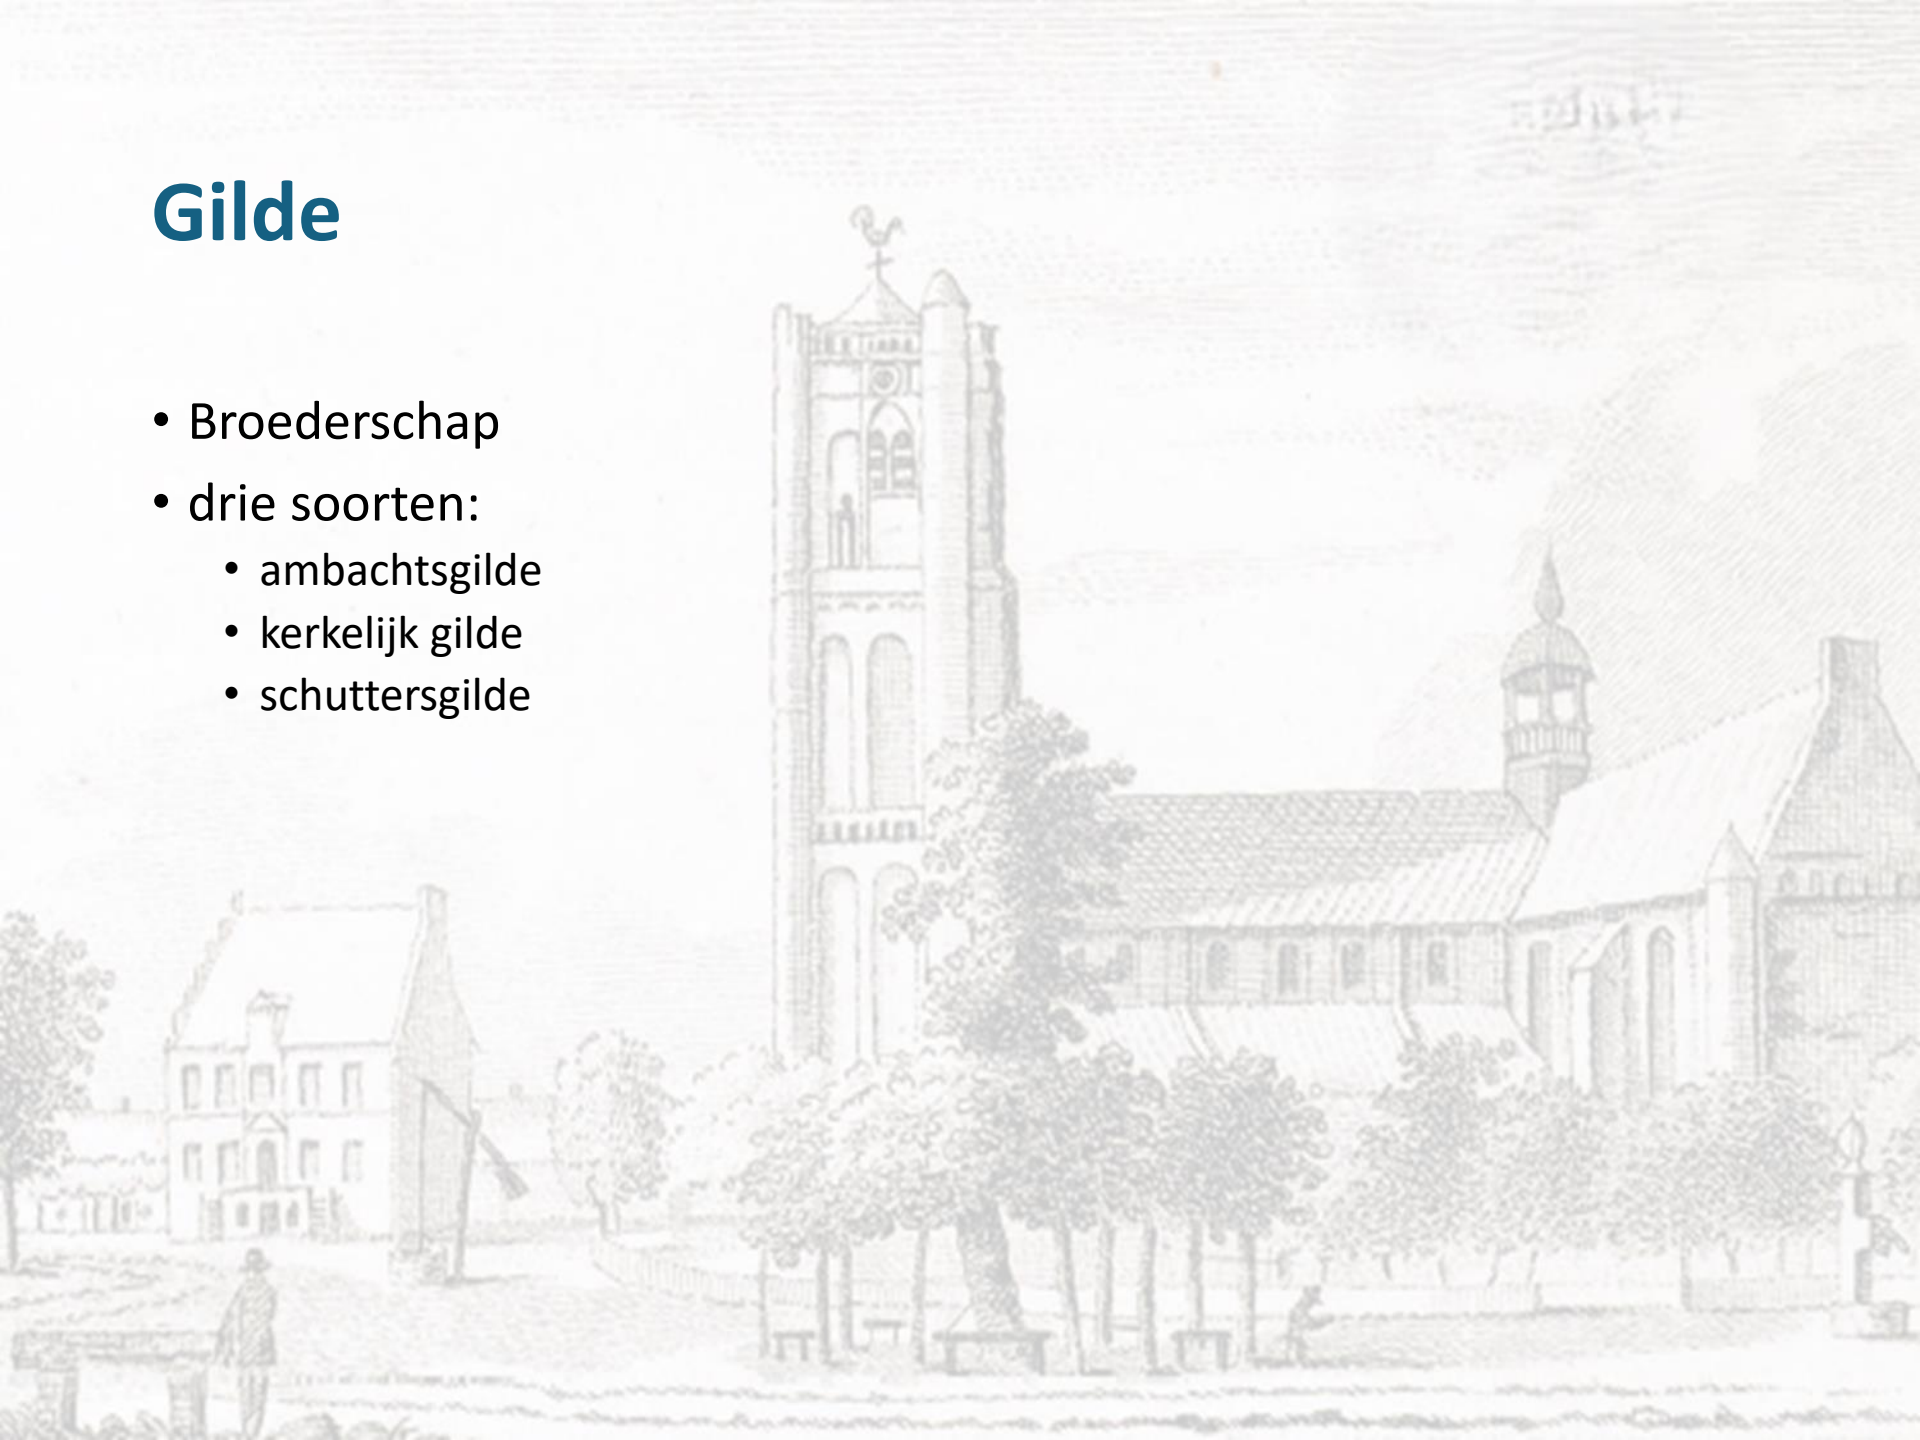 Gilde
• Broederschap
• drie soorten:
• ambachtsgilde
• kerkelijk gilde
• schuttersgilde